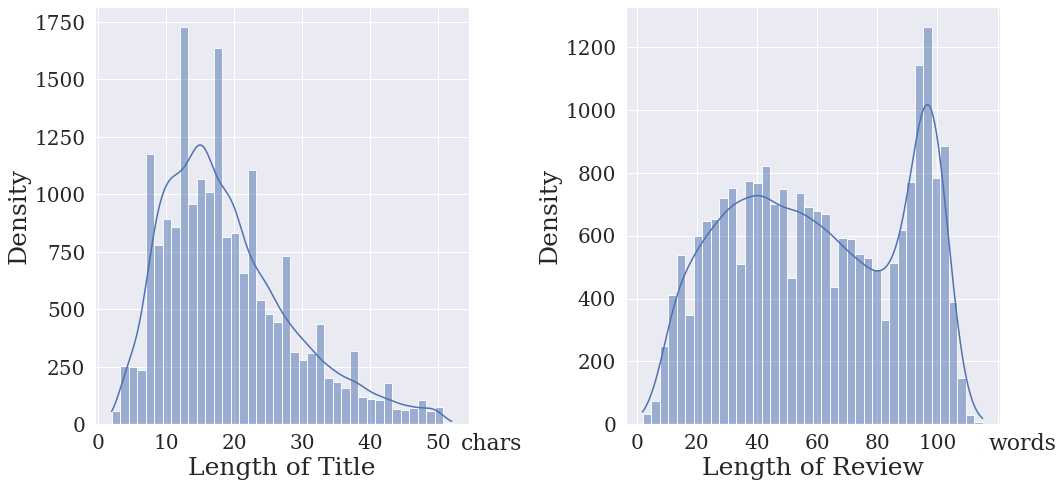 1750
1500
1250
1000
750
500
250
0
Density
0 10 20 30 40 50 chars
Length of Title
1200
1000
800
600
400
200
0
Density
0 20 40 60 80 100 words
Length of Review